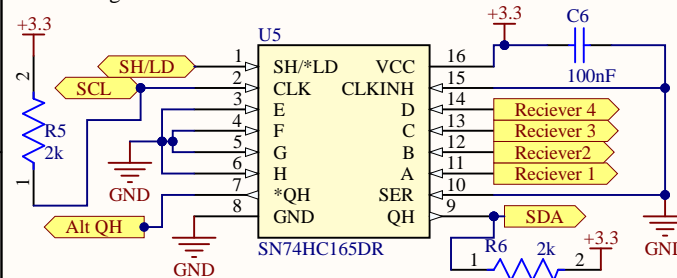 +3.3
U5
+3.3
C6
100nF
SH/LD
1
SH/*LD
VCC
16
SCL
2
CLK
CLKINH
15
3
E
D
14
Reciever 4
4
F
C
13
Reciever 3
5
G
B
12
Reciever2
6
H
A
11
Reciever 1
7
*QH
SER
10
8
GND
QH
9
SDA
SN74HC165DR
2
R5
2k
1
GND
Alt QH
GND
R6
2k
+3.3
1
2
GND